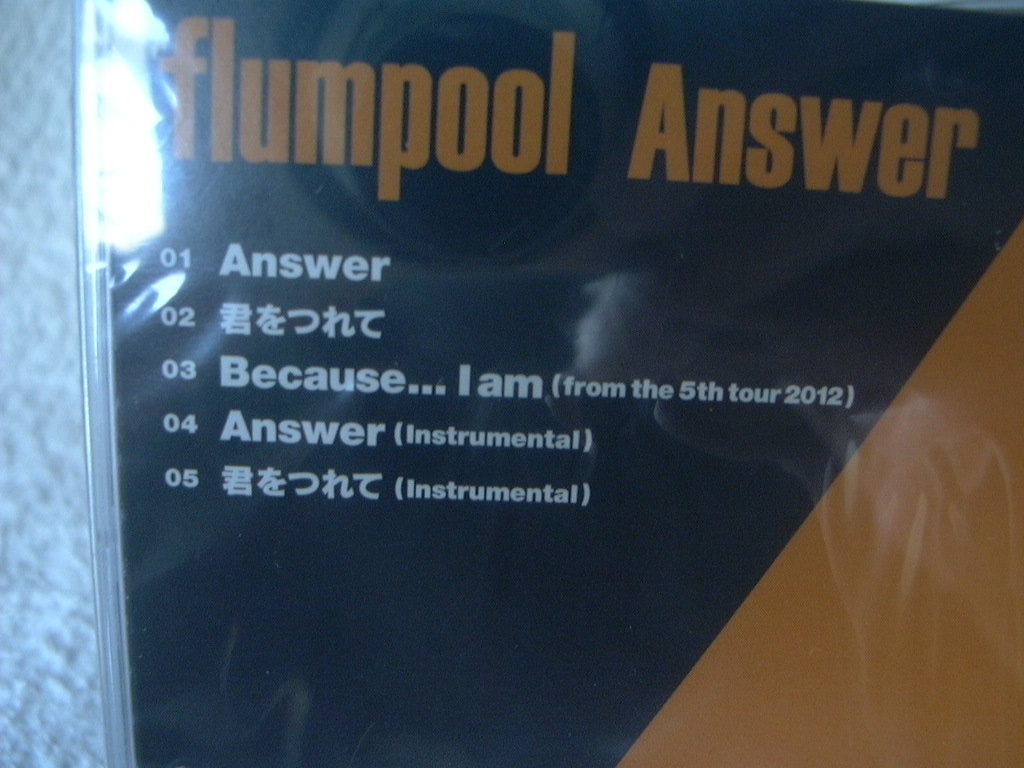 flumpool Answer
01 Answer
02 君をつれて
03 Because... I am (from the 5th tour 2012)
04 Answer (Instrumental)
05 君をつれて (Instrumental)